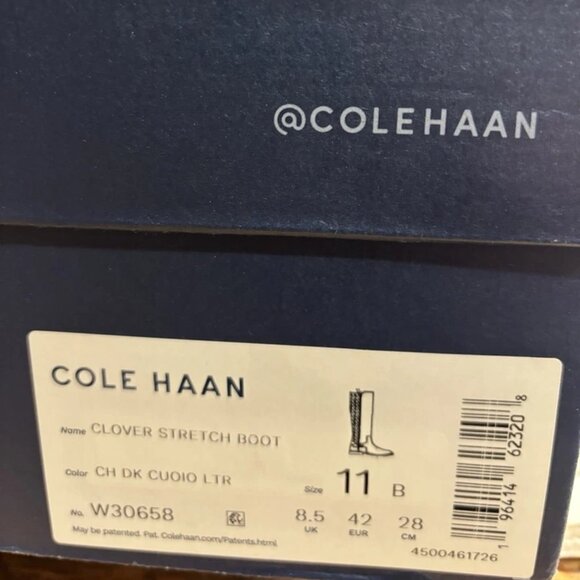 @COLEHAAN
COLE HAAN
Name CLOVER STRETCH BOOT
Color CH DK CUOIO LTR
Size 11 B
No. W30658
8.5 42 28
UK EUR CM
May be patented. Pat. Colehaan.com/Patents.html
4500461726
1 96414 62320 8